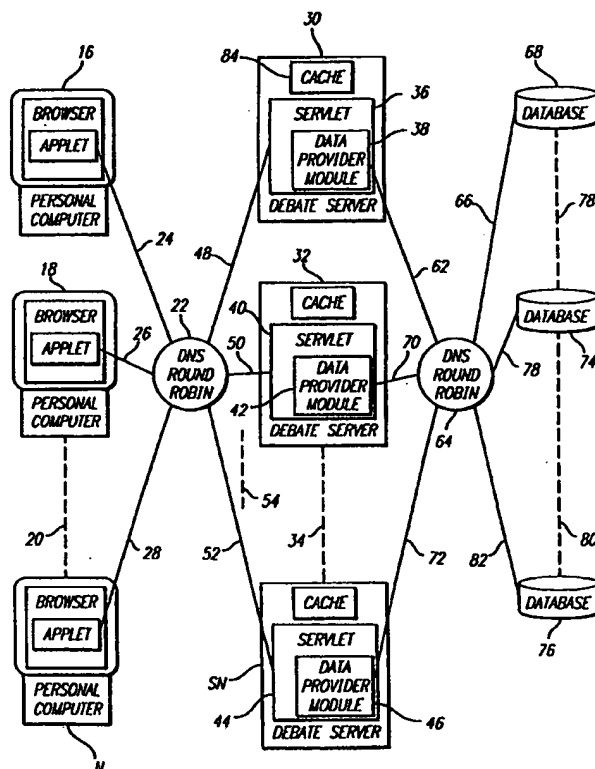 16
BROWSER
APPLET
PERSONAL
COMPUTER
24
18
BROWSER
APPLET
PERSONAL
COMPUTER
26
20
28
BROWSER
APPLET
PERSONAL
COMPUTER
N
22
DNS
ROUND
ROBIN
48
50
52
54
30
84
CACHE
36
SERVLET
38
DATA
PROVIDER
MODULE
DEBATE SERVER
32
CACHE
40
SERVLET
42
DATA
PROVIDER
MODULE
DEBATE SERVER
34
CACHE
SERVLET
SN
DATA
PROVIDER
MODULE
44
46
DEBATE SERVER
62
70
72
DNS
ROUND
ROBIN
64
66
68
DATABASE
78
DATABASE
78
74
80
82
DATABASE
76